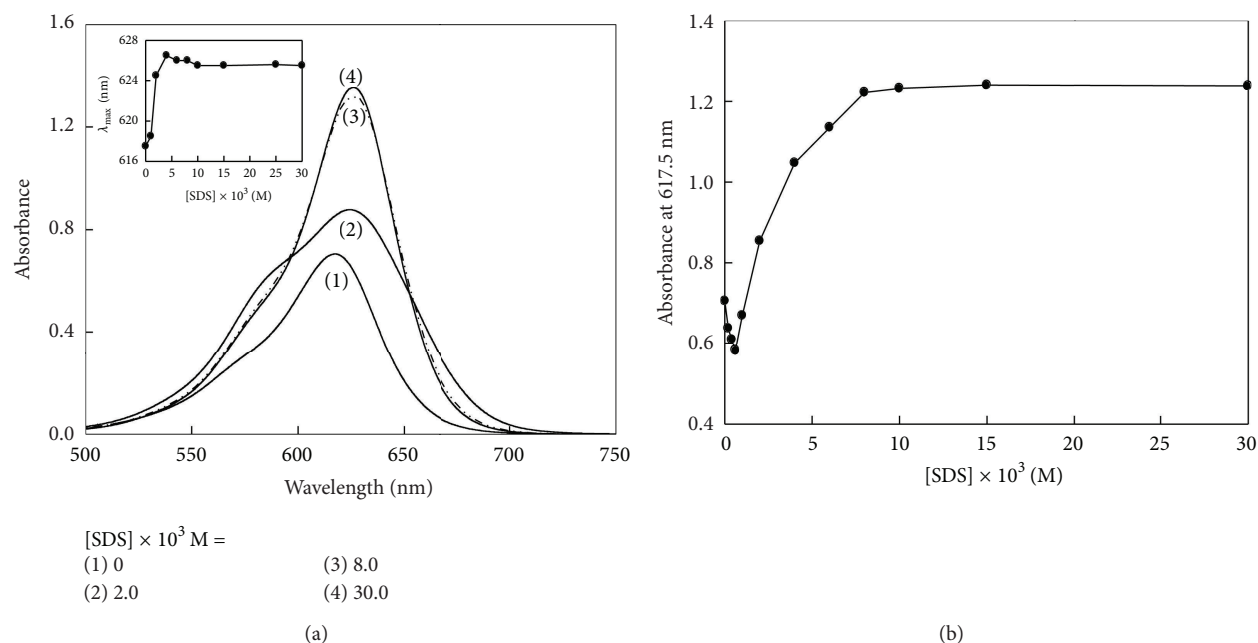 1.6
1.2
0.8
0.4
0.0
Absorbance
628
624
620
616
λmax (nm)
0 5 10 15 20 25 30
[SDS] × 10³ (M)
(4)
(3)
(2)
(1)
500 550 600 650 700 750
Wavelength (nm)
[SDS] × 10³ M =
(1) 0 (3) 8.0
(2) 2.0 (4) 30.0
(a)
1.4
1.2
1.0
0.8
0.6
0.4
Absorbance at 617.5 nm
0 5 10 15 20 25 30
[SDS] × 10³ (M)
(b)